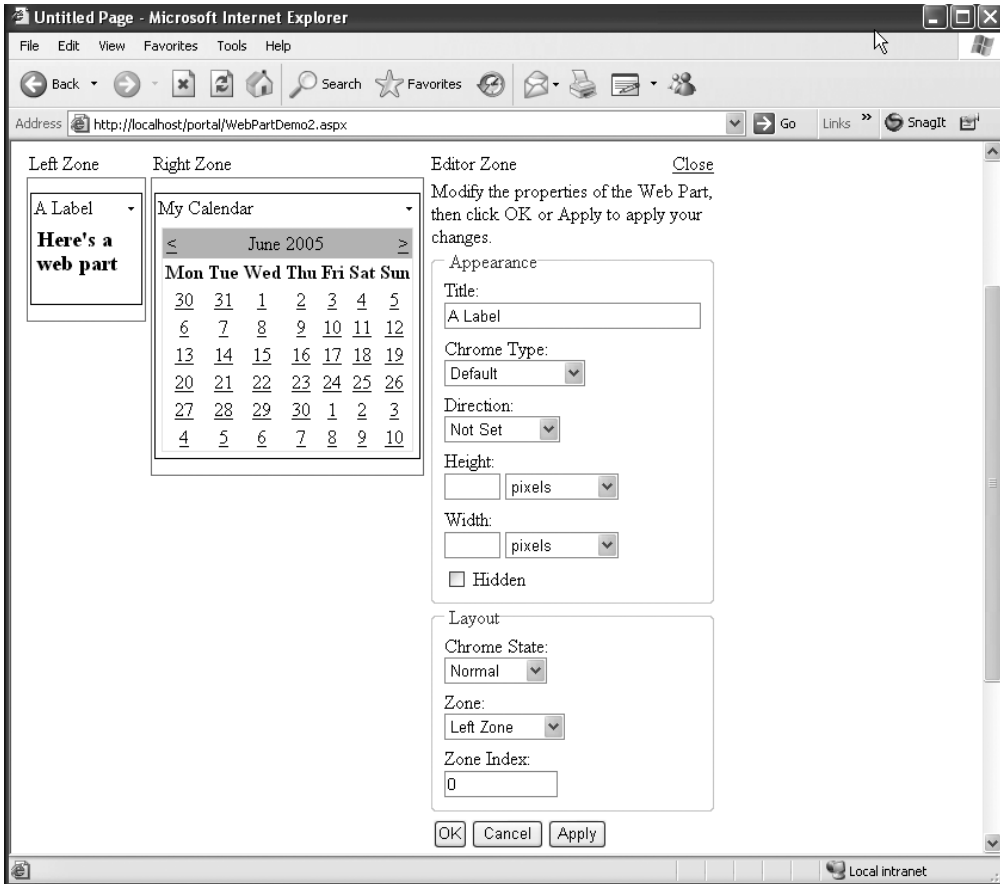 Untitled Page - Microsoft Internet Explorer
File Edit View Favorites Tools Help
Back Search Favorites
Address http://localhost/portal/WebPartDemo2.aspx Go Links » SnagIt
Left Zone
A Label
Here's a
web part
Right Zone
My Calendar
< June 2005 >
Mon Tue Wed Thu Fri Sat Sun
30 31 1 2 3 4 5
6 7 8 9 10 11 12
13 14 15 16 17 18 19
20 21 22 23 24 25 26
27 28 29 30 1 2 3
4 5 6 7 8 9 10
Editor Zone Close
Modify the properties of the Web Part,
then click OK or Apply to apply your
changes.
Appearance
Title:
A Label
Chrome Type:
Default
Direction:
Not Set
Height:
pixels
Width:
pixels
Hidden
Layout
Chrome State:
Normal
Zone:
Left Zone
Zone Index:
0
OK Cancel Apply
Local intranet